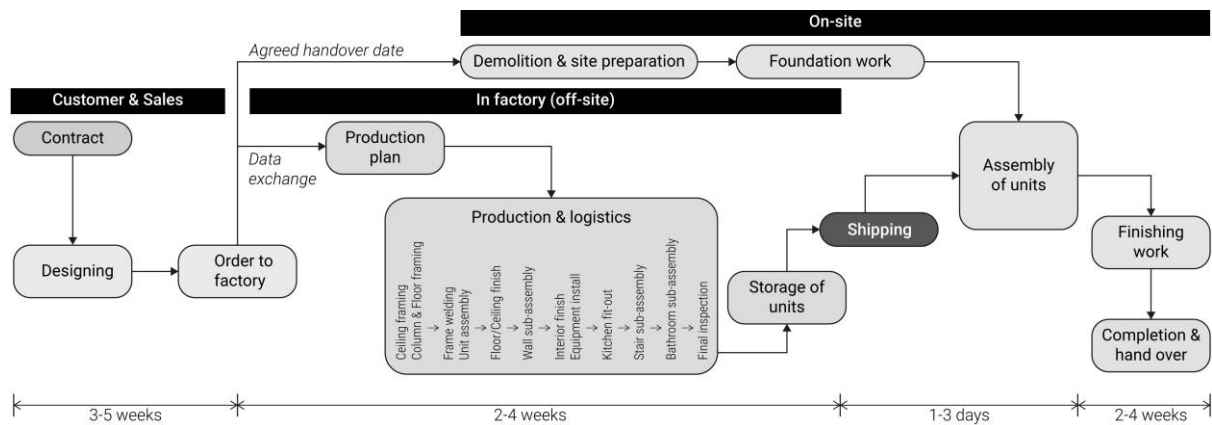 On-site
Agreed handover date
Demolition & site preparation
Foundation work
Customer & Sales
In factory (off-site)
Contract
Data
exchange
Production
plan
Assembly
of units
Production & logistics
Shipping
Designing
Order to
factory
Finishing
work
Storage of
units
Ceiling framing
Column & Floor framing
Frame welding
Unit assembly
Floor/Ceiling finish
Wall sub-assembly
Interior finish
Equipment install
Kitchen fit-out
Stair sub-assembly
Bathroom sub-assembly
Final inspection
Completion &
hand over
3-5 weeks
2-4 weeks
1-3 days
2-4 weeks